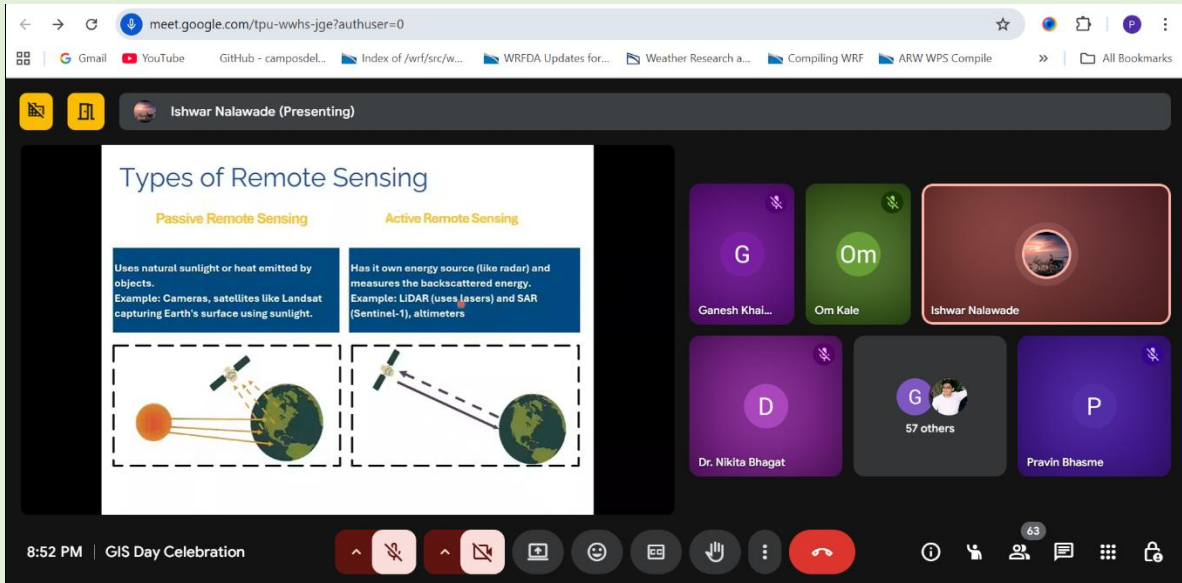 meet.google.com/tpu-wwhs-jge?authuser=0
P
Gmail
YouTube
GitHub - camposdel...
Index of /wrf/src/w...
WRFDA Updates for...
Weather Research a...
Compiling WRF
ARW WPS Compile
»
All Bookmarks
Ishwar Nalawade (Presenting)
Types of Remote Sensing
Passive Remote Sensing
Uses natural sunlight or heat emitted by
objects.
Example: Cameras, satellites like Landsat
capturing Earth's surface using sunlight.
Active Remote Sensing
Has it own energy source (like radar) and
measures the backscattered energy.
Example: LiDAR (uses lasers) and SAR
(Sentinel-1), altimeters
G
Ganesh Khai...
Om
Om Kale
Ishwar Nalawade
D
Dr. Nikita Bhagat
G
57 others
P
Pravin Bhasme
8:52 PM | GIS Day Celebration
CC
63